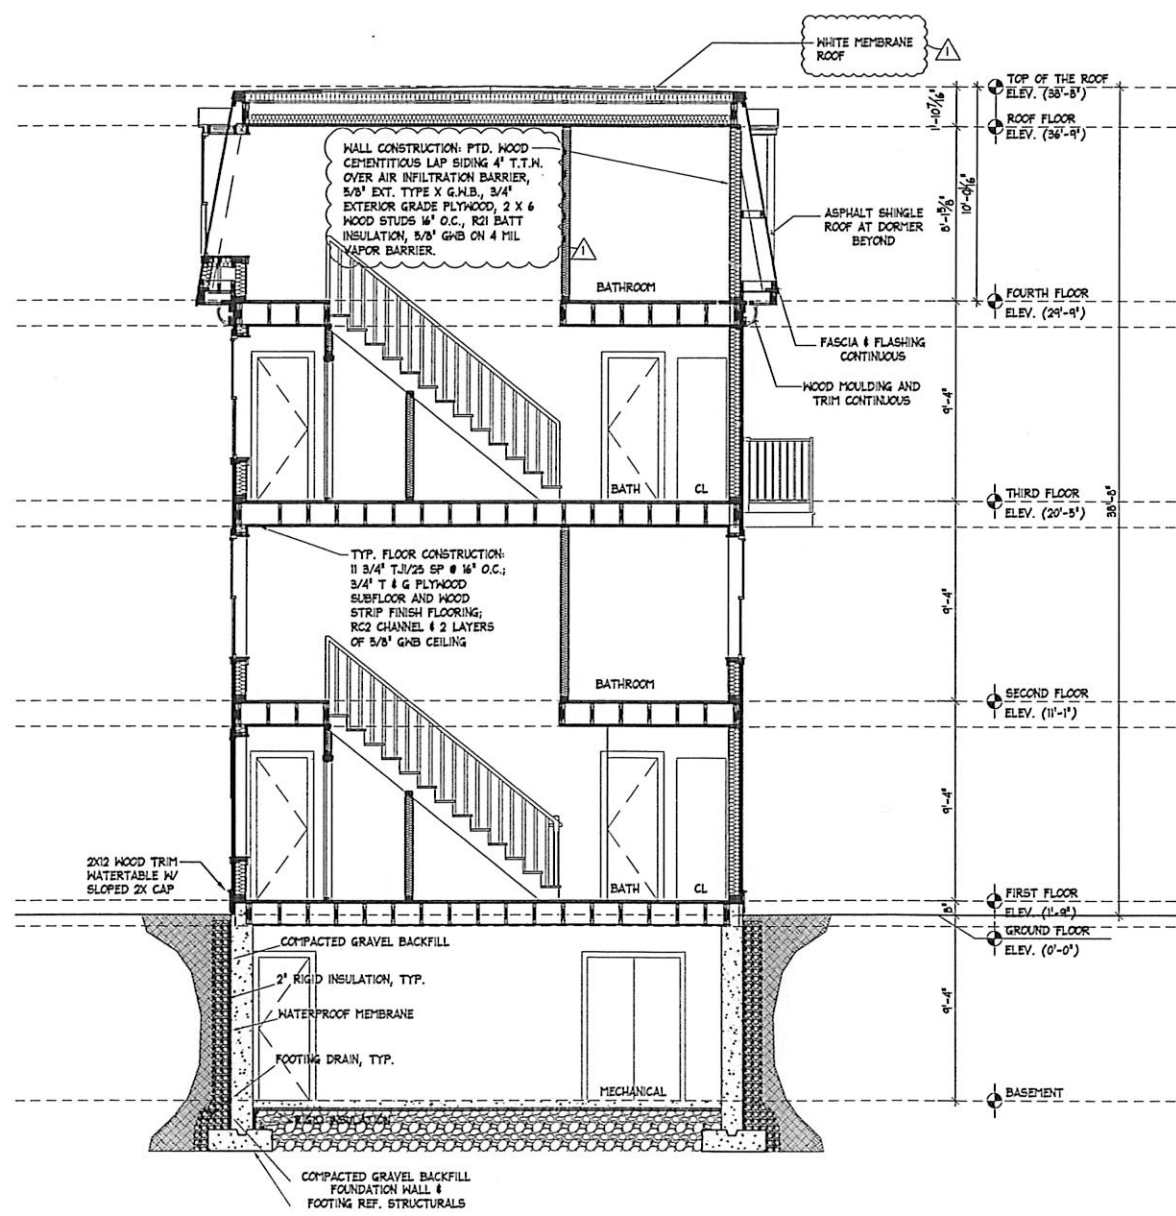 WHITE MEMBRANE
ROOF
1
TOP OF THE ROOF
ELEV. (38'-8")
1'-10 7/16"
ROOF FLOOR
ELEV. (36'-9")
WALL CONSTRUCTION: PTD. WOOD
CEMENTITIOUS LAP SIDING 4" T.T.W.
OVER AIR INFILTRATION BARRIER,
5/8" EXT. TYPE X G.W.B., 3/4"
EXTERIOR GRADE PLYWOOD, 2 X 6
WOOD STUDS 16" O.C., R21 BATT
INSULATION, 5/8" GWB ON 4 MIL
VAPOR BARRIER.
1
ASPHALT SHINGLE
ROOF AT DORMER
BEYOND
BATHROOM
FOURTH FLOOR
ELEV. (29'-9")
FASCIA & FLASHING
CONTINUOUS
WOOD MOULDING AND
TRIM CONTINUOUS
9'-4"
BATH
CL
THIRD FLOOR
ELEV. (20'-5")
38'-8"
TYP. FLOOR CONSTRUCTION:
11 3/4" TJI/25 SP @ 16" O.C.;
3/4" T & G PLYWOOD
SUBFLOOR AND WOOD
STRIP FINISH FLOORING;
RC2 CHANNEL & 2 LAYERS
OF 5/8" GWB CEILING
9'-4"
BATHROOM
SECOND FLOOR
ELEV. (11'-1")
9'-4"
2X12 WOOD TRIM
WATERTABLE W/
SLOPED 2X CAP
BATH
CL
FIRST FLOOR
ELEV. (1'-9")
8"
GROUND FLOOR
ELEV. (0'-0")
COMPACTED GRAVEL BACKFILL
2" RIGID INSULATION, TYP.
WATERPROOF MEMBRANE
9'-4"
FOOTING DRAIN, TYP.
MECHANICAL
BASEMENT
RIGID INSULATION
COMPACTED GRAVEL BACKFILL
FOUNDATION WALL &
FOOTING REF. STRUCTURALS